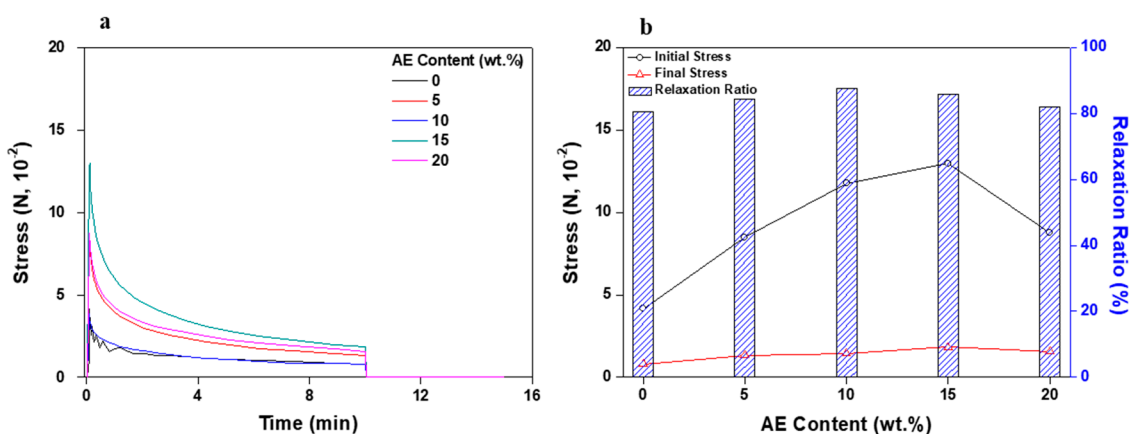 a
20
15
10
5
0
Stress (N, 10-2)
0
4
8
12
16
Time (min)
AE Content (wt.%)
0
5
10
15
20
b
20
15
10
5
0
Stress (N, 10-2)
Initial Stress
Final Stress
Relaxation Ratio
0
5
10
15
20
AE Content (wt.%)
100
80
60
40
20
0
Relaxation Ratio (%)